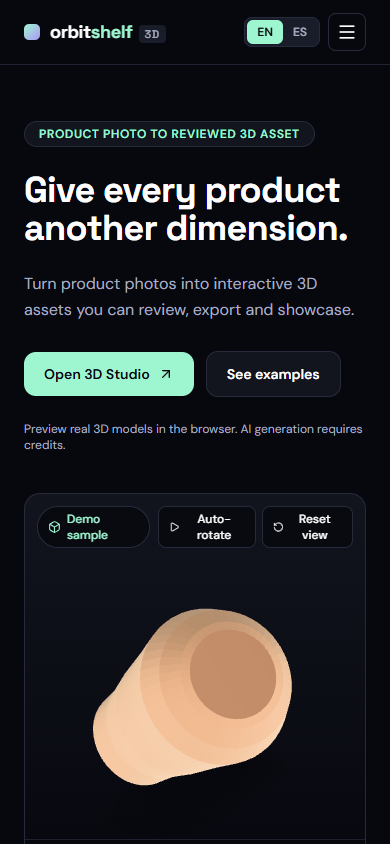 orbitshelf 3D EN ES
PRODUCT PHOTO TO REVIEWED 3D ASSET
Give every product
another dimension.
Turn product photos into interactive 3D
assets you can review, export and showcase.
Open 3D Studio See examples
Preview real 3D models in the browser. AI generation requires
credits.
Demo
sample
Auto-
rotate
Reset
view